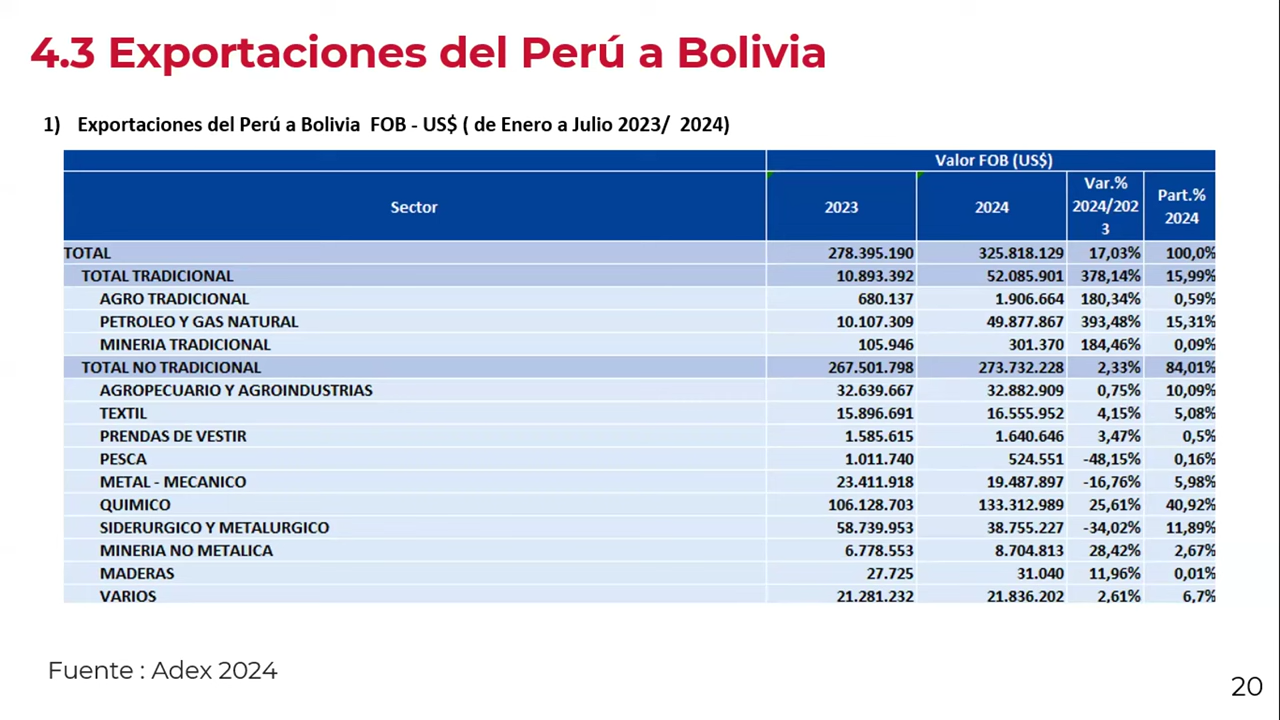 4.3 Exportaciones del Perú a Bolivia
1) Exportaciones del Perú a Bolivia FOB - US$ ( de Enero a Julio 2023/ 2024)
Valor FOB (US$)
Sector 2023 2024 Var.% 2024/2023 Part.% 2024
TOTAL 278.395.190 325.818.129 17,03% 100,0%
TOTAL TRADICIONAL 10.893.392 52.085.901 378,14% 15,99%
AGRO TRADICIONAL 680.137 1.906.664 180,34% 0,59%
PETROLEO Y GAS NATURAL 10.107.309 49.877.867 393,48% 15,31%
MINERIA TRADICIONAL 105.946 301.370 184,46% 0,09%
TOTAL NO TRADICIONAL 267.501.798 273.732.228 2,33% 84,01%
AGROPECUARIO Y AGROINDUSTRIAS 32.639.667 32.882.909 0,75% 10,09%
TEXTIL 15.896.691 16.555.952 4,15% 5,08%
PRENDAS DE VESTIR 1.585.615 1.640.646 3,47% 0,5%
PESCA 1.011.740 524.551 -48,15% 0,16%
METAL - MECANICO 23.411.918 19.487.897 -16,76% 5,98%
QUIMICO 106.128.703 133.312.989 25,61% 40,92%
SIDERURGICO Y METALURGICO 58.739.953 38.755.227 -34,02% 11,89%
MINERIA NO METALICA 6.778.553 8.704.813 28,42% 2,67%
MADERAS 27.725 31.040 11,96% 0,01%
VARIOS 21.281.232 21.836.202 2,61% 6,7%
Fuente : Adex 2024
20